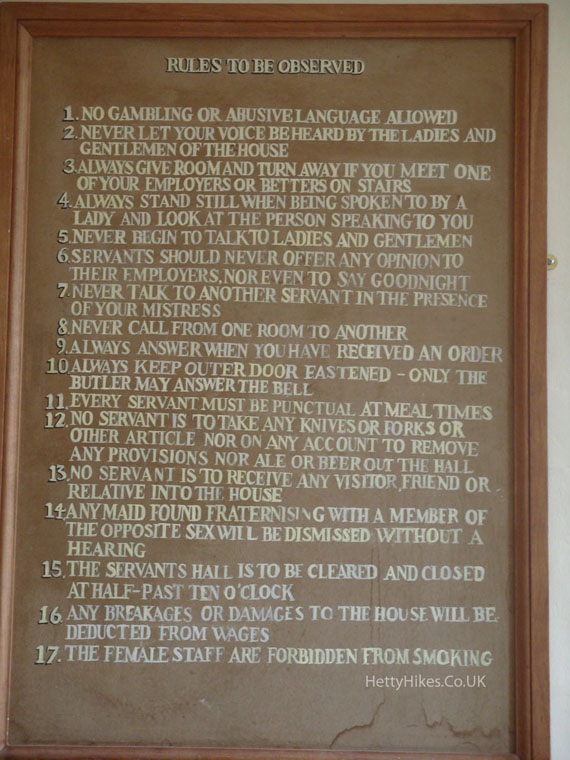 RULES TO BE OBSERVED
1. NO GAMBLING OR ABUSIVE LANGUAGE ALLOWED
2. NEVER LET YOUR VOICE BE HEARD BY THE LADIES AND
GENTLEMEN OF THE HOUSE
3. ALWAYS GIVE ROOM AND TURN AWAY IF YOU MEET ONE
OF YOUR EMPLOYERS OR BETTERS ON STAIRS
4. ALWAYS STAND STILL WHEN BEING SPOKEN TO BY A
LADY AND LOOK AT THE PERSON SPEAKING TO YOU
5. NEVER BEGIN TO TALK TO LADIES AND GENTLEMEN
6. SERVANTS SHOULD NEVER OFFER ANY OPINION TO
THEIR EMPLOYERS, NOR EVEN TO SAY GOODNIGHT
7. NEVER TALK TO ANOTHER SERVANT IN THE PRESENCE
OF YOUR MISTRESS
8. NEVER CALL FROM ONE ROOM TO ANOTHER
9. ALWAYS ANSWER WHEN YOU HAVE RECEIVED AN ORDER
10. ALWAYS KEEP OUTER DOOR FASTENED - ONLY THE
BUTLER MAY ANSWER THE BELL
11. EVERY SERVANT MUST BE PUNCTUAL AT MEAL TIMES
12. NO SERVANT IS TO TAKE ANY KNIVES OR FORKS OR
OTHER ARTICLE NOR ON ANY ACCOUNT TO REMOVE
ANY PROVISIONS NOR ALE OR BEER OUT THE HALL
13. NO SERVANT IS TO RECEIVE ANY VISITOR, FRIEND OR
RELATIVE INTO THE HOUSE
14. ANY MAID FOUND FRATERNISING WITH A MEMBER OF
THE OPPOSITE SEX WILL BE DISMISSED WITHOUT A
HEARING
15. THE SERVANTS HALL IS TO BE CLEARED AND CLOSED
AT HALF-PAST TEN O'CLOCK
16. ANY BREAKAGES OR DAMAGES TO THE HOUSE WILL BE
DEDUCTED FROM WAGES
17. THE FEMALE STAFF ARE FORBIDDEN FROM SMOKING
HettyHikes.Co.UK